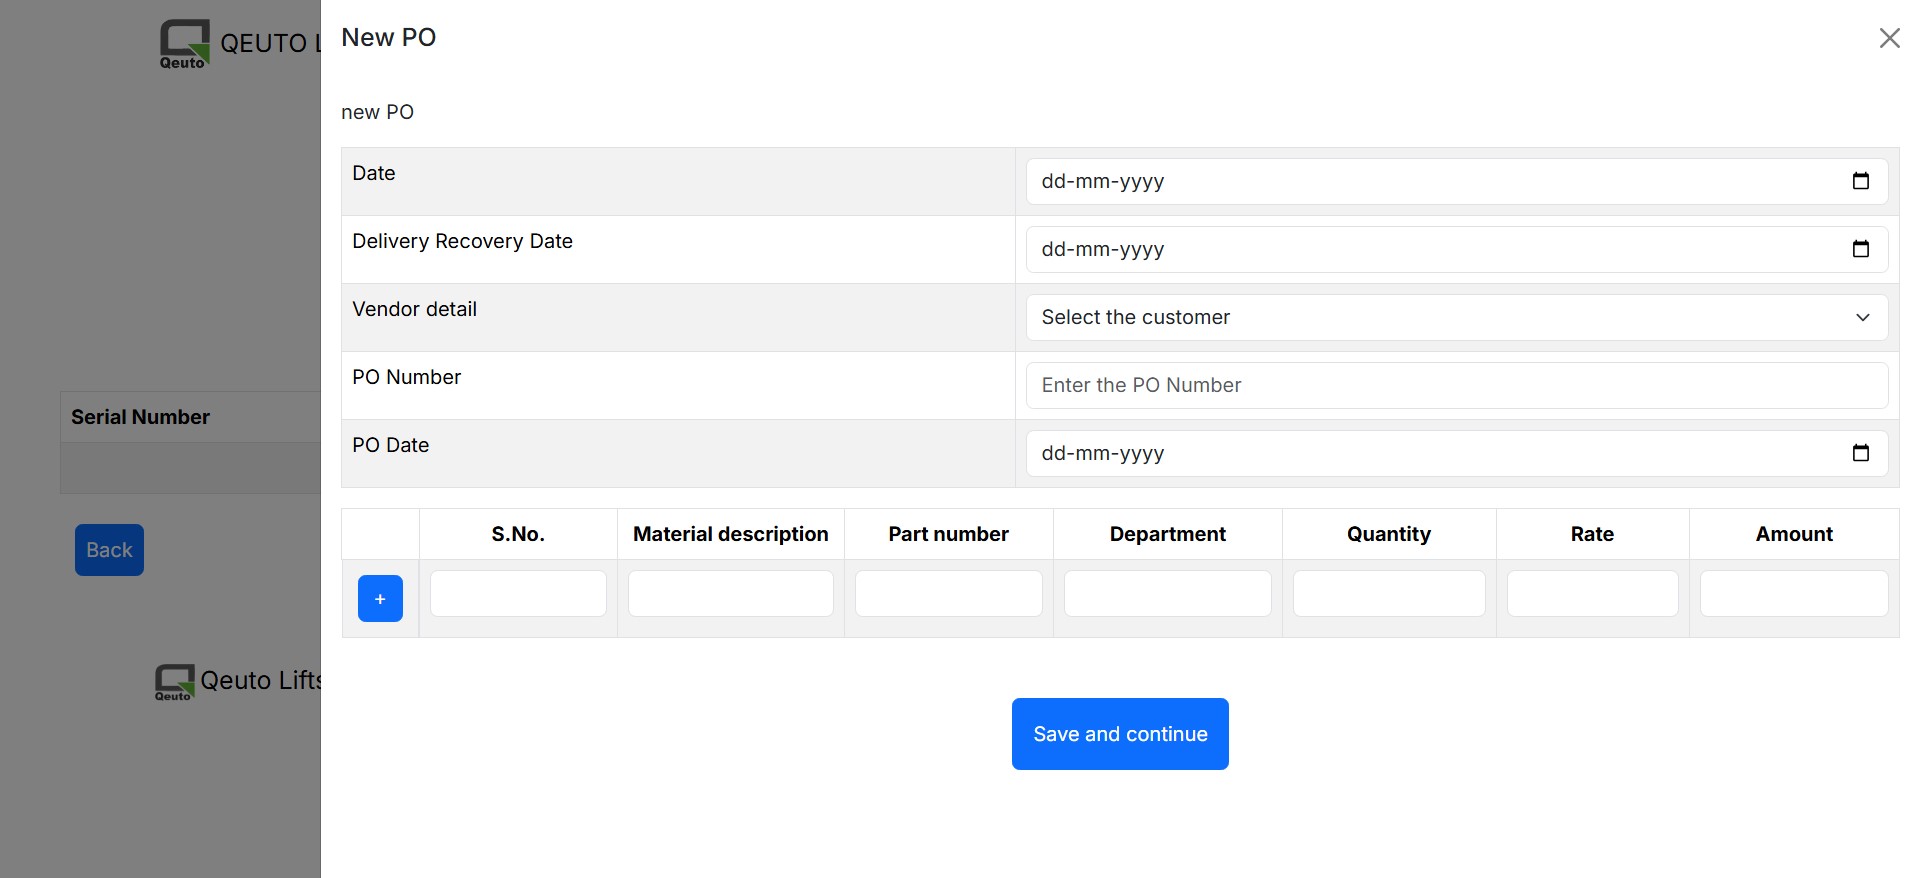 New PO
Qeuto
QEUTO L
new PO
Date
dd-mm-yyyy
Delivery Recovery Date
dd-mm-yyyy
Vendor detail
Select the customer
PO Number
Enter the PO Number
PO Date
dd-mm-yyyy
Serial Number
Back
S.No.
Material description
Part number
Department
Quantity
Rate
Amount
+
Qeuto
Qeuto Lifts
Save and continue